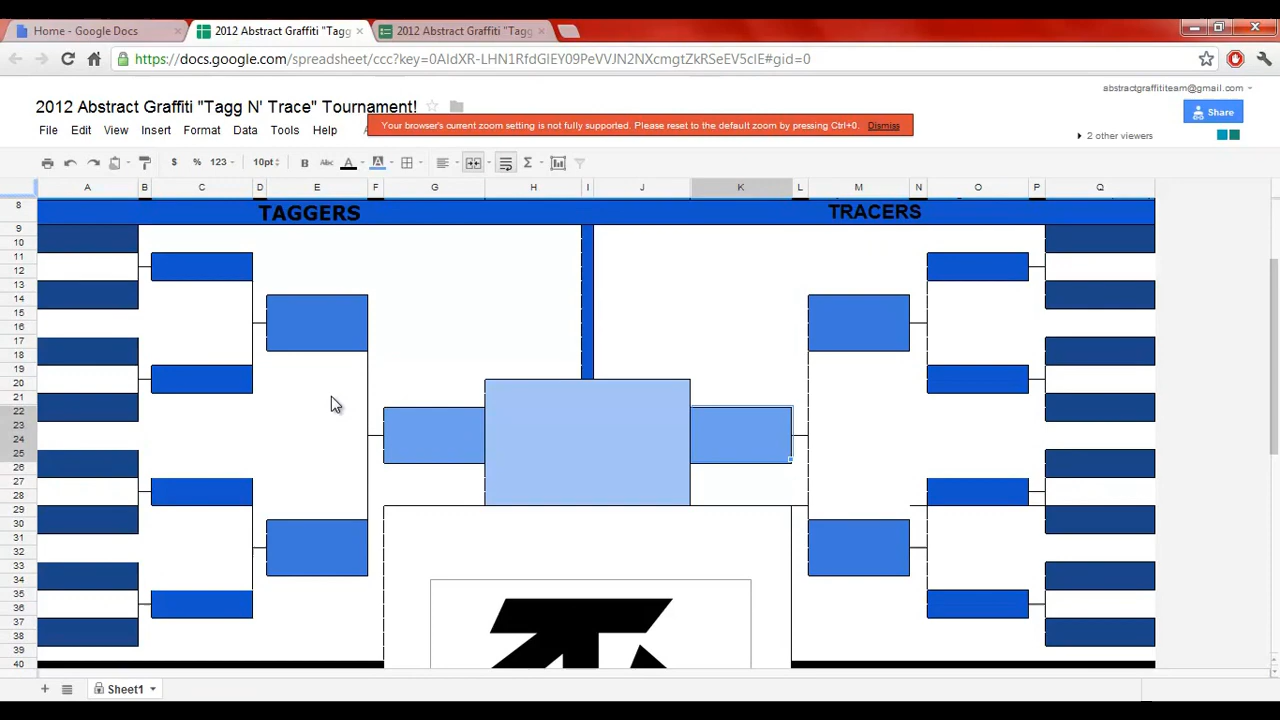 Home - Google Docs
2012 Abstract Graffiti "Tagg
2012 Abstract Graffiti "Tagg
https://docs.google.com/spreadsheet/ccc?key=0AIdXR-LHN1RfdGlEY09PeVVJN2NXcmgtZkRSeEV5clE#gid=0
abstractgraffititeam@gmail.com
2012 Abstract Graffiti "Tagg N' Trace" Tournament!
Share
File Edit View Insert Format Data Tools Help
Your browser's current zoom setting is not fully supported. Please reset to the default zoom by pressing Ctrl+0. Dismiss
2 other viewers
$ % 123 10pt B Abc A A Σ
A B C D E F G H I J K L M N O P Q
8
TAGGERS TRACERS
9
10
11
12
13
14
15
16
17
18
19
20
21
22
23
24
25
26
27
28
29
30
31
32
33
34
35
36
37
38
39
40
Sheet1